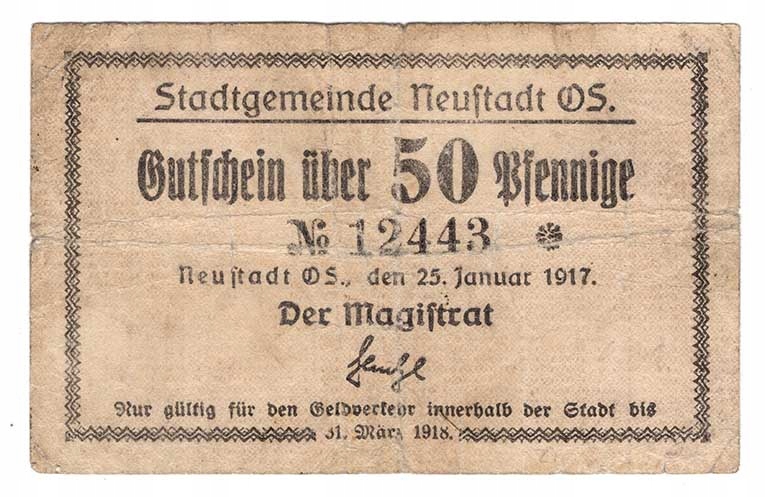 Stadtgemeinde Neuſtadt OS.
Gutſchein über 50 Pfennige
№ 12443 *
Neuſtadt OS., den 25. Januar 1917.
Der Magiſtrat
Nur gültig für den Geldverkehr innerhalb der Stadt bis
31. März 1918.